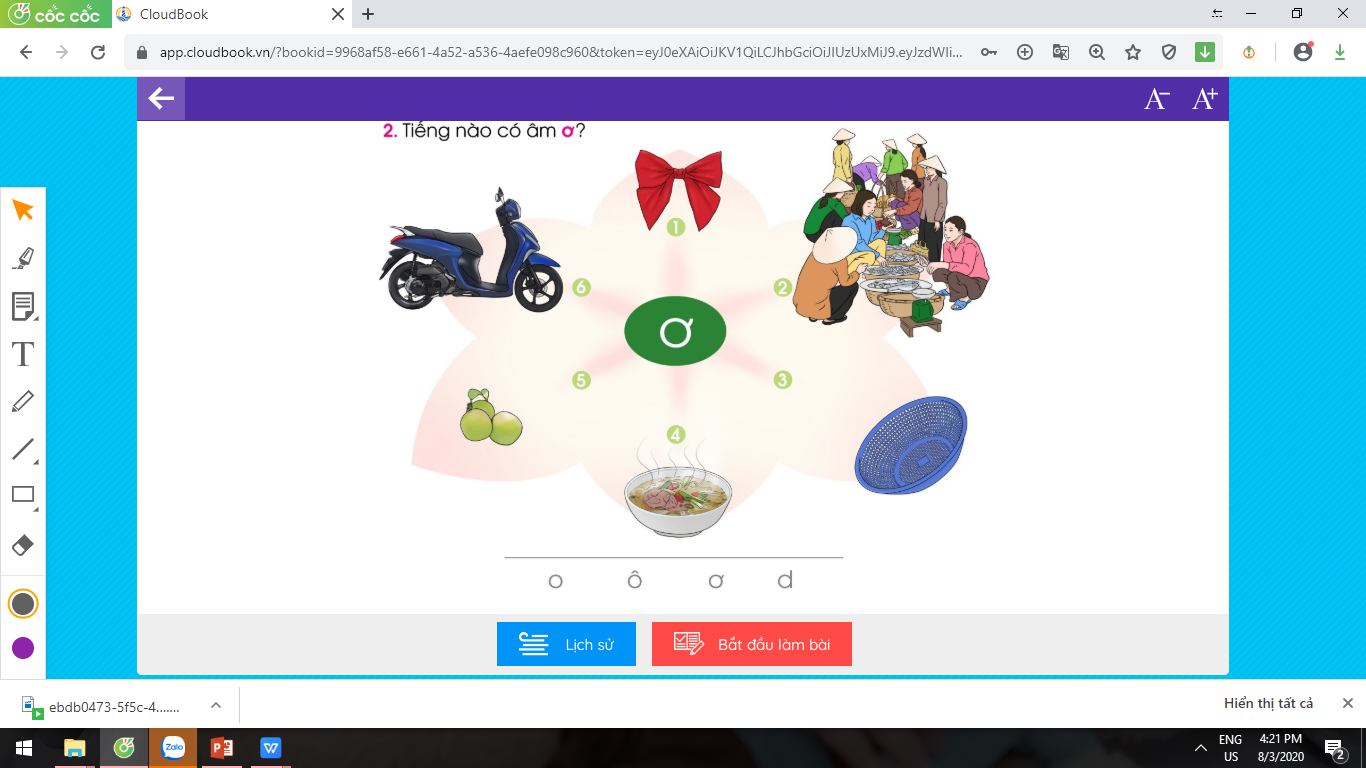 cốc cốc
CloudBook
app.cloudbook.vn/?bookid=9968af58-e661-4a52-a536-4aefe098c960&token=eyJ0eXAiOiJKV1QiLCJhbGciOiJIUzUxMiJ9.eyJzdWIi...
A− A+
2. Tiếng nào có âm ơ?
1
6
2
ơ
5
3
4
o ô ơ d
T
Lịch sử
Bắt đầu làm bài
ebdb0473-5f5c-4.......
Hiển thị tất cả
Zalo
P
W
ENG
US
4:21 PM
8/3/2020
2